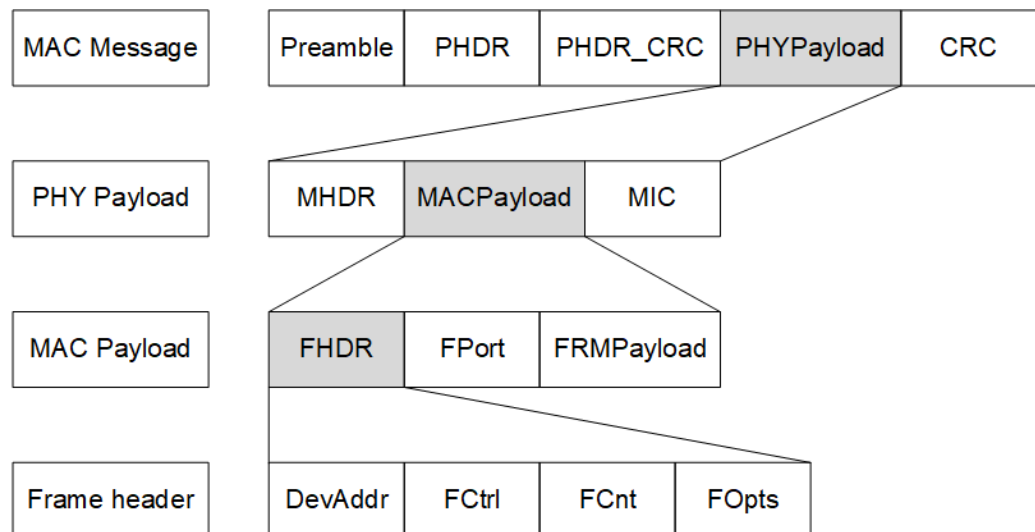 MAC Message Preamble PHDR PHDR_CRC PHYPayload CRC
PHY Payload MHDR MACPayload MIC
MAC Payload FHDR FPort FRMPayload
Frame header DevAddr FCtrl FCnt FOpts